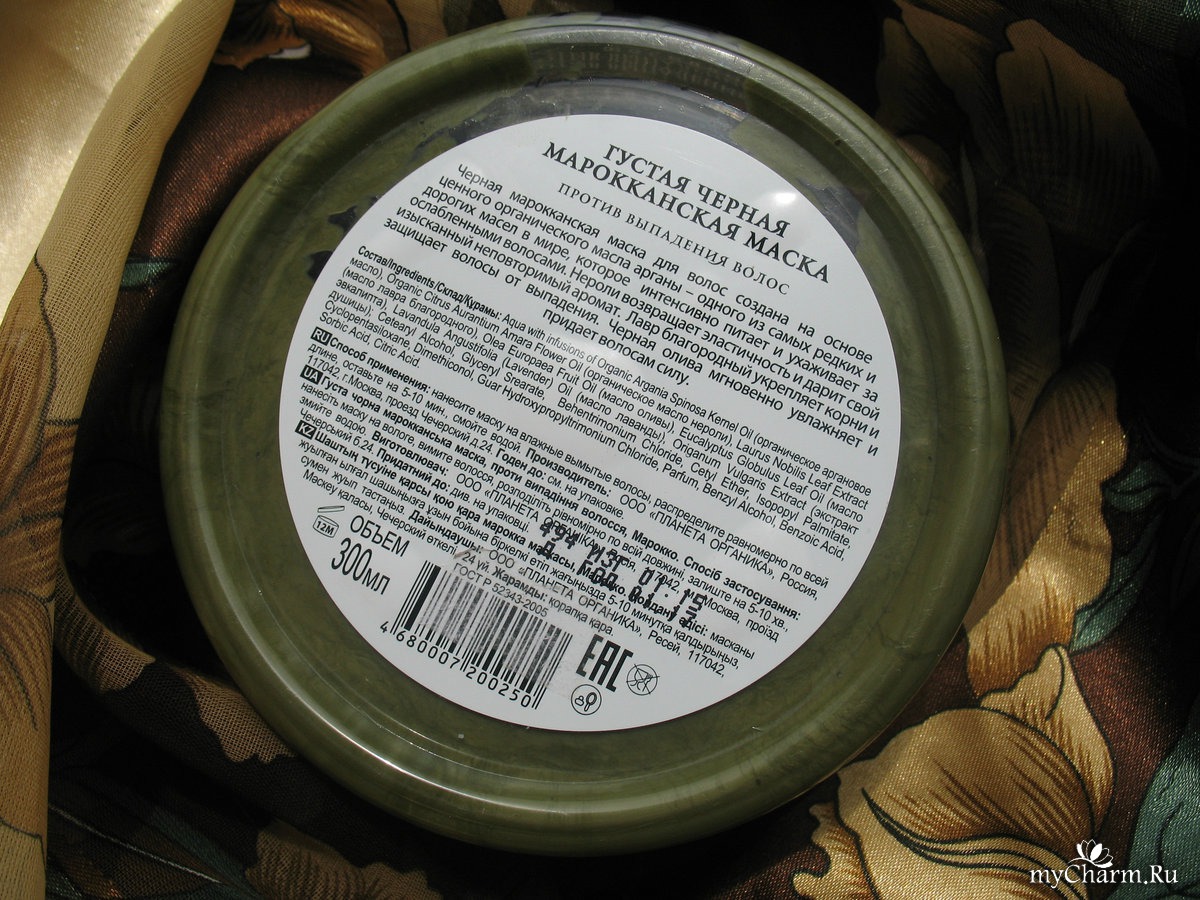 ГУСТАЯ ЧЕРНАЯ
МАРОККАНСКАЯ МАСКА
ПРОТИВ ВЫПАДЕНИЯ ВОЛОС
Черная марокканская маска для волос создана на основе
ценного органического масла арганы – одного из самых редких и
дорогих масел в мире, которое интенсивно питает и ухаживает за
ослабленными волосами. Нероли возвращает эластичность и дарит свой
изысканный неповторимый аромат. Лавр благородный укрепляет корни и
защищает волосы от выпадения. Черная олива мгновенно увлажняет и
придает волосам силу.
Состав/Ingredients/Склад/Құрамы: Aqua with infusions of Organic Argania Spinosa Kernel Oil (органическое аргановое
масло), Organic Citrus Aurantium Amara Flower Oil (органическое масло нероли), Laurus Nobilis Leaf Extract
(масло лавра благородного), Olea Europaea Fruit Oil (масло оливы), Eucalyptus Globulus Leaf Oil (масло
эвкалипта), Lavandula Angustifolia (Lavender) Oil (масло лаванды), Origanum Vulgaris Extract (экстракт
душицы); Cetearyl Alcohol, Glyceryl Stearate, Behentrimonium Chloride, Cetyl Ether, Isopropyl Palmitate,
Cyclopentasiloxane, Dimethiconol, Guar Hydroxypropyltrimonium Chloride, Parfum, Benzyl Alcohol, Benzoic Acid,
Sorbic Acid, Citric Acid.
RU Способ применения: нанесите маску на влажные вымытые волосы, распределите равномерно по всей
длине, оставьте на 5-10 мин, смойте водой. Производитель: ООО «ПЛАНЕТА ОРГАНИКА», Россия,
117042, г.Москва, проезд Чечерский д.24. Годен до: см. на упаковке.
UA Густа чорна марокканська маска, проти випадіння волосся, Марокко. Спосіб застосування:
нанесіть маску на вологе, вимите волосся, розподіліть рівномірно по всій довжині, залиште на 5-10 хв.,
змийте водою. Виготовлювач: ООО «ПЛАНЕТА 117042, г.Москва, проїзд
Чечерський б.24. Придатний до: див. на упаковці.
KZ Шаштың түсуіне қарсы қою қара марокко маскасы, Марокко. Қолдану әдісі: масканы
жуылған ылғал шашыңызға ұзын бойына біркелкі етіп жағыңызда 5-10 минутқа қалдырыңыз,
сумен жуып тастаңыз. Дайындаушы: ООО «ПЛАНЕТА ОРГАНИКА», Ресей, 117042,
Мәскеу қаласы, Чечерский өткелі, 24 үй. Жарамды: қорапқа қара.
ГОСТ Р 52343-2005
12M
ОБЪЕМ
300мл
4 680007 200250
EAC
myCharm.Ru